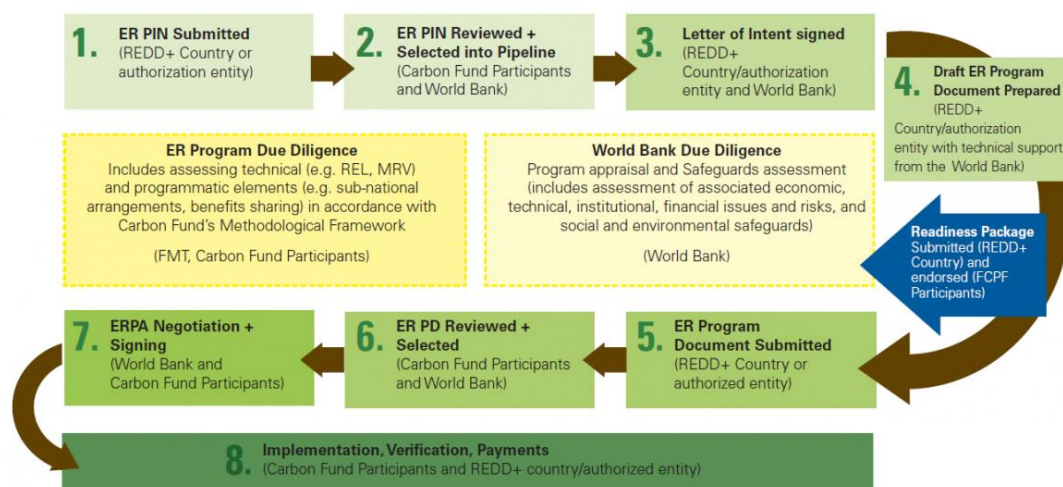 1. ER PIN Submitted
(REDD+ Country or
authorization entity)
2. ER PIN Reviewed +
Selected into Pipeline
(Carbon Fund Participants
and World Bank)
3. Letter of Intent signed
(REDD+
Country/authorization
entity and World Bank)
4. Draft ER Program
Document Prepared
(REDD+
Country/authorization
entity with technical support
from the World Bank)
ER Program Due Diligence
Includes assessing technical (e.g. REL, MRV)
and programmatic elements (e.g. sub-national
arrangements, benefits sharing) in accordance with
Carbon Fund's Methodological Framework
(FMT, Carbon Fund Participants)
World Bank Due Diligence
Program appraisal and Safeguards assessment
(includes assessment of associated economic,
technical, institutional, financial issues and risks, and
social and environmental safeguards)
(World Bank)
Readiness Package
Submitted (REDD+
Country) and
endorsed (FCPF
Participants)
5. ER Program
Document Submitted
(REDD+ Country or
authorized entity)
6. ER PD Reviewed +
Selected
(Carbon Fund Participants
and World Bank)
7. ERPA Negotiation +
Signing
(World Bank and
Carbon Fund Participants)
8. Implementation, Verification, Payments
(Carbon Fund Participants and REDD+ country/authorized entity)